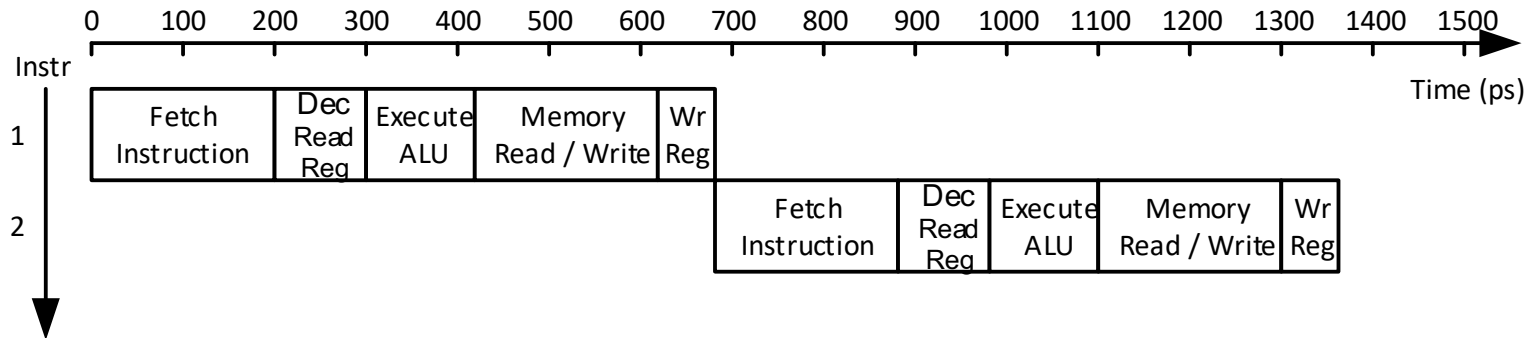 0 100 200 300 400 500 600 700 800 900 1000 1100 1200 1300 1400 1500
Instr
Time (ps)
1
Fetch
Instruction
Dec
Read
Reg
Execute
ALU
Memory
Read / Write
Wr
Reg
2
Fetch
Instruction
Dec
Read
Reg
Execute
ALU
Memory
Read / Write
Wr
Reg